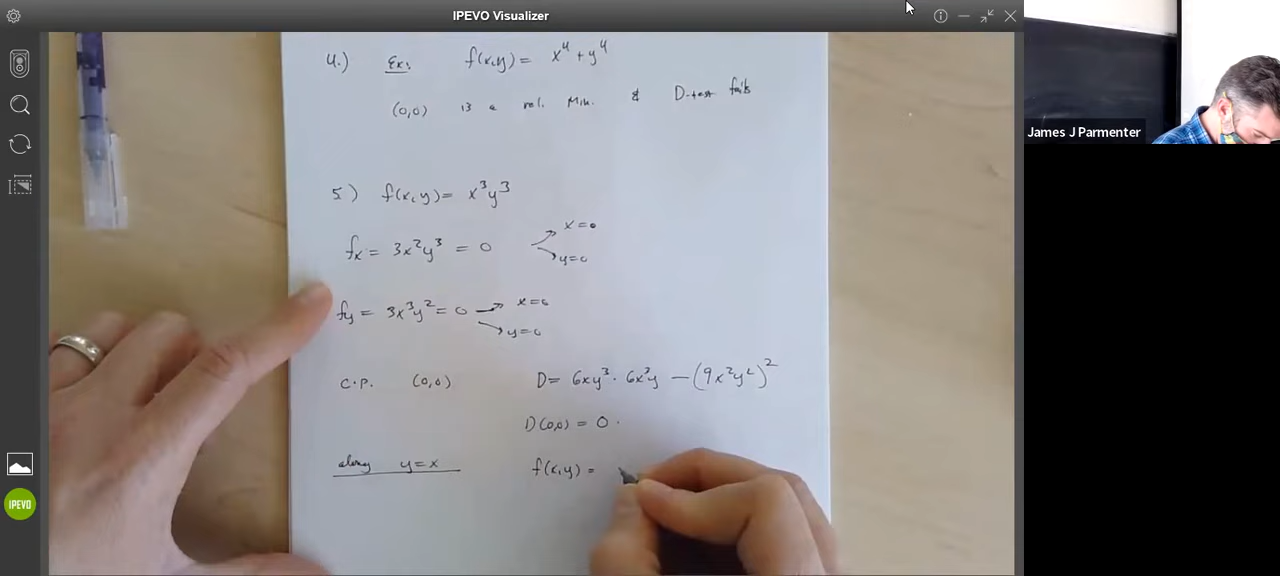 IPEVO Visualizer
4.) Ex: f(x,y) = x⁴ + y⁴
(0,0) is a rel. Min. & D-test fails
James J Parmenter
5) f(x,y) = x³y³
fx = 3x²y³ = 0 → x=0
→ y=0
fy = 3x³y² = 0 → x=0
→ y=0
C.P. (0,0) D = 6xy³ · 6x³y − (9x²y²)²
D(0,0) = 0.
along y=x f(x,y) =
IPEVO